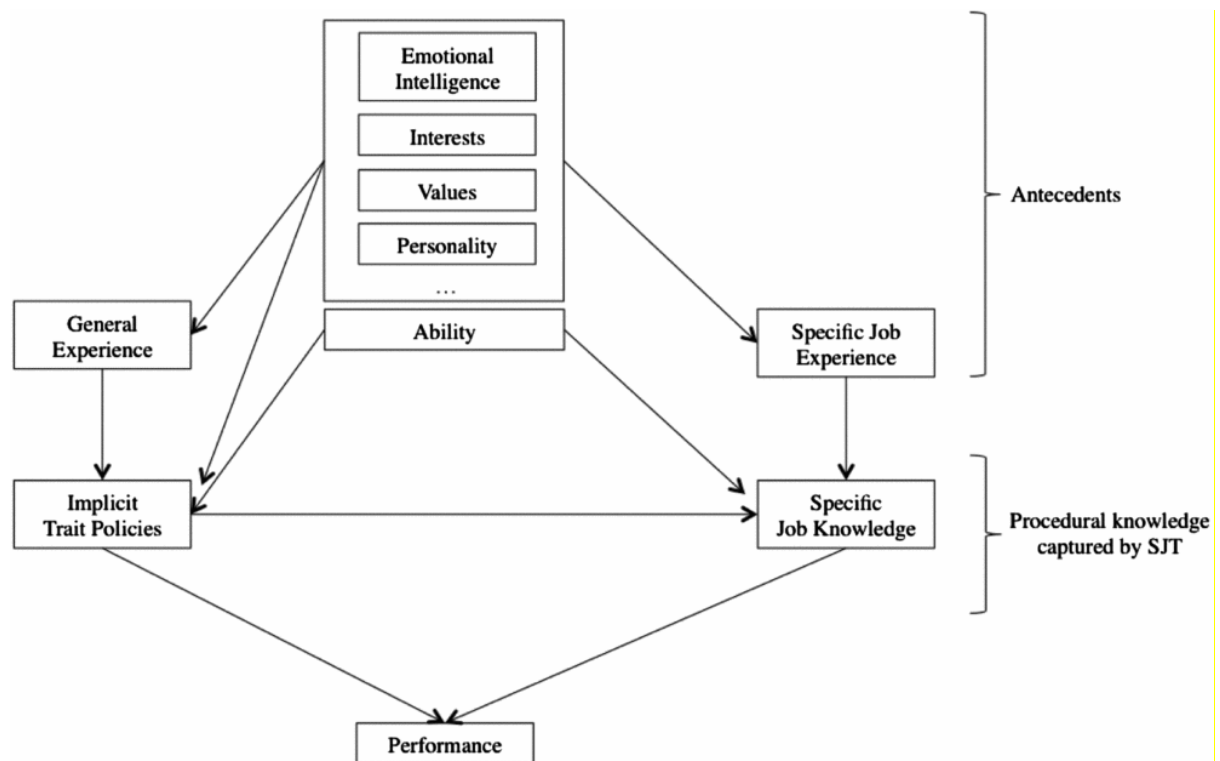 Emotional
Intelligence
Interests
Values
Personality
...
Ability
General
Experience
Specific Job
Experience
Antecedents
Implicit
Trait Policies
Specific
Job Knowledge
Procedural knowledge
captured by SJT
Performance